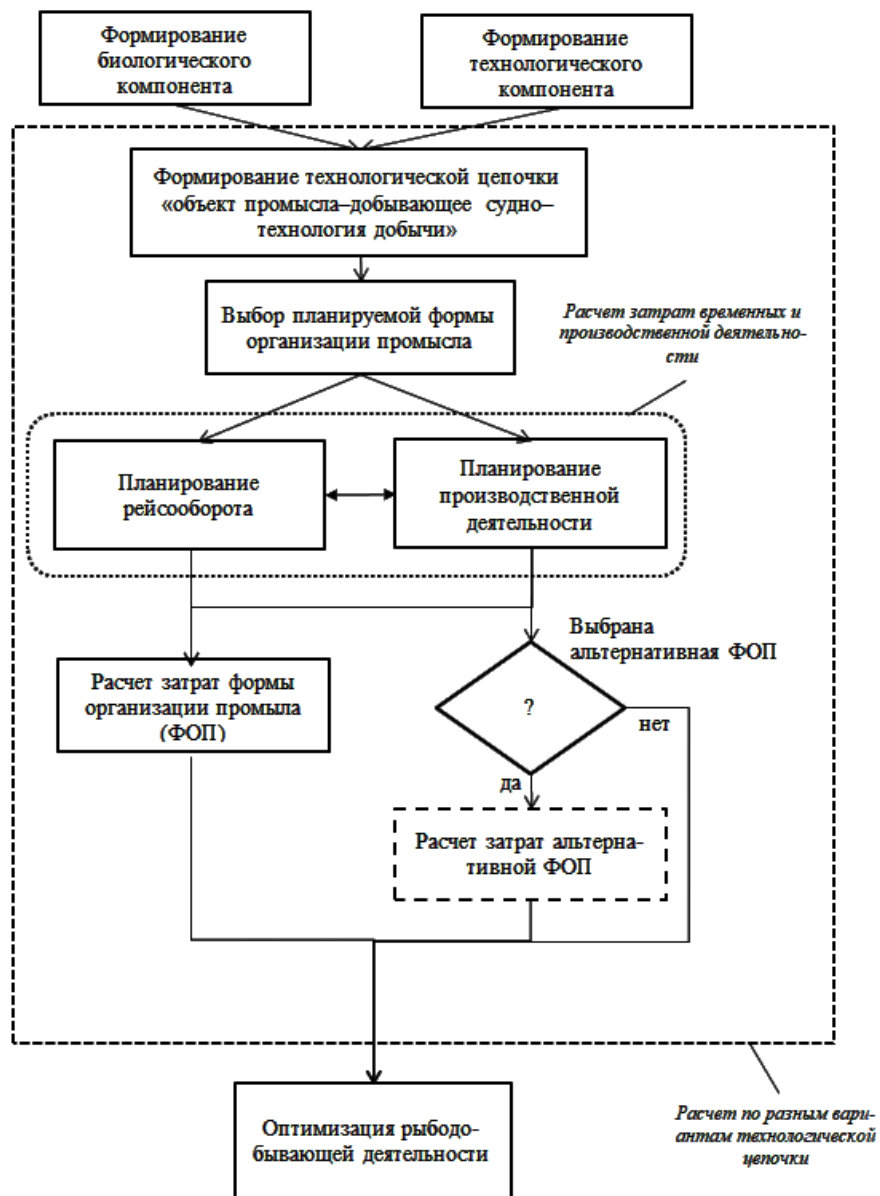 Формирование
биологического
компонента
Формирование
технологического
компонента
Формирование технологической цепочки
«объект промысла–добывающее судно–
технология добычи»
Выбор планируемой формы
организации промысла
Расчет затрат временных и
производственной деятельно-
сти
Планирование
рейсооборота
Планирование
производственной
деятельности
Выбрана
альтернативная ФОП
Расчет затрат формы
организации промыла
(ФОП)
?
нет
да
Расчет затрат альтерна-
тивной ФОП
Оптимизация рыбодо-
бывающей деятельности
Расчет по разным вари-
антам технологической
цепочки